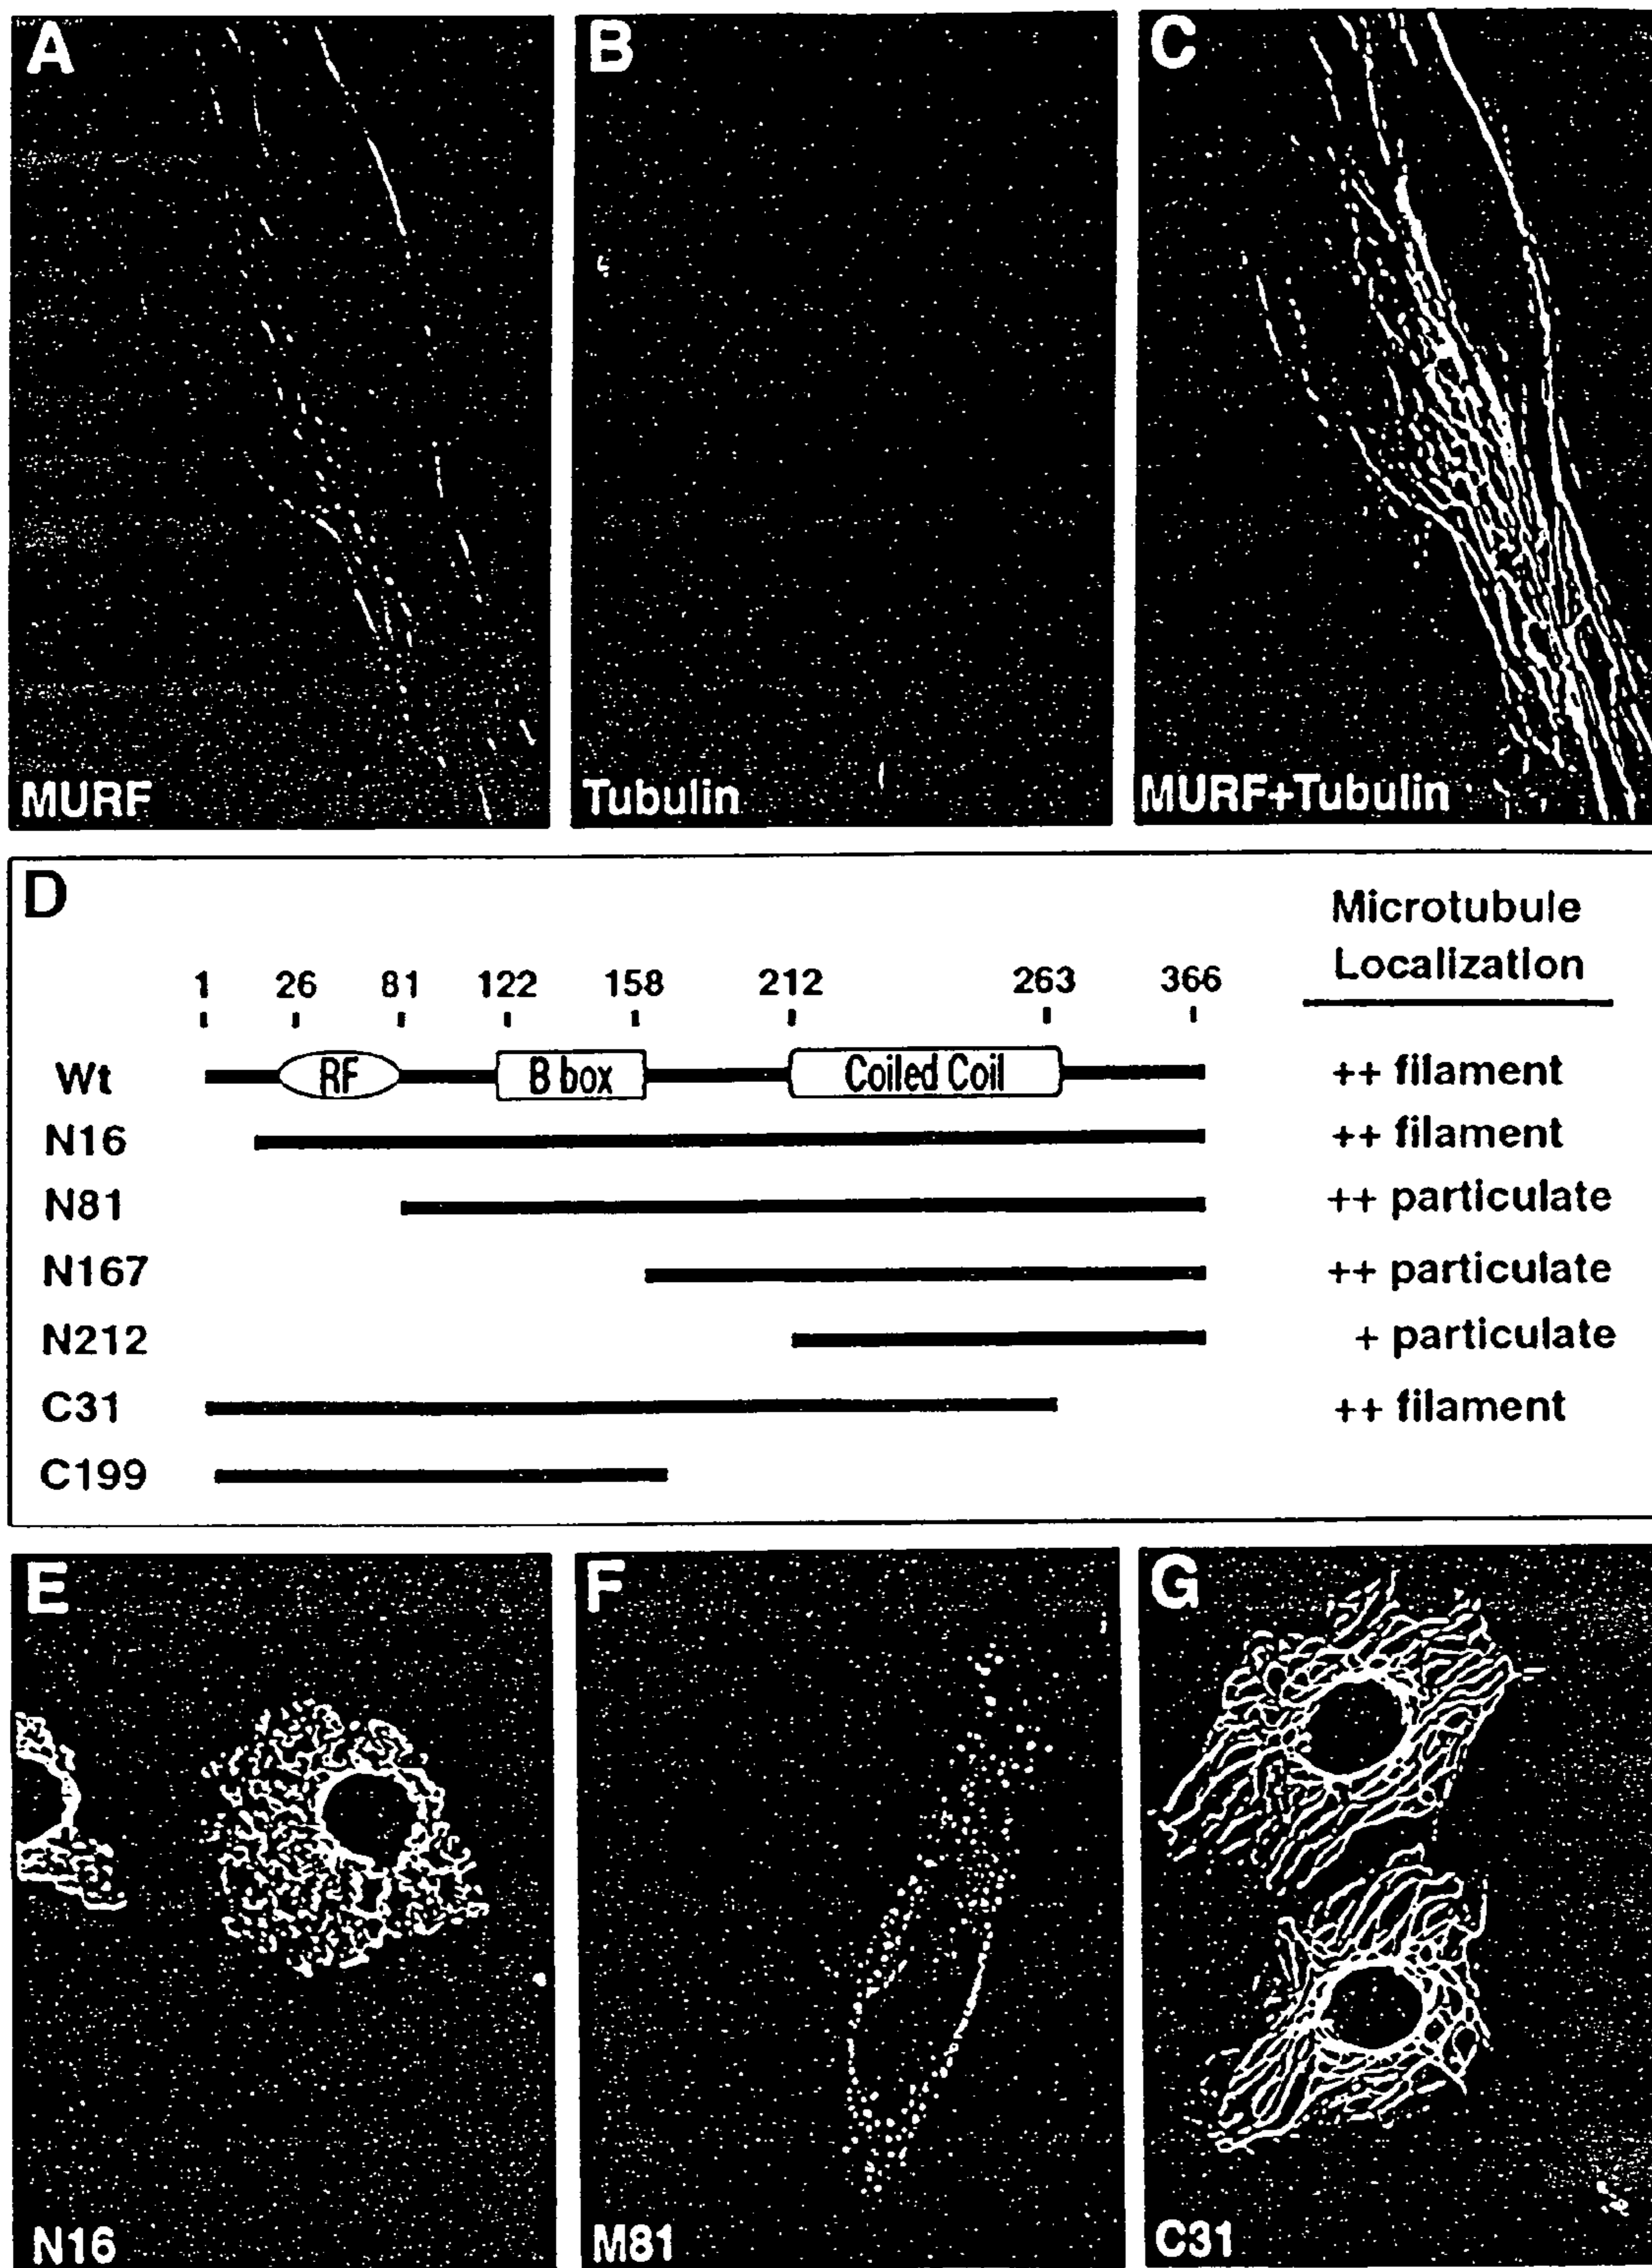 A
B
C
MURF
Tubulin
MURF+Tubulin
D
Microtubule
Localization
1 26 81 122 158 212 263 366
Wt RF B box Coiled Coil ++ filament
N16 ++ filament
N81 ++ particulate
N167 ++ particulate
N212 + particulate
C31 ++ filament
C199
E
F
G
N16
M81
C31